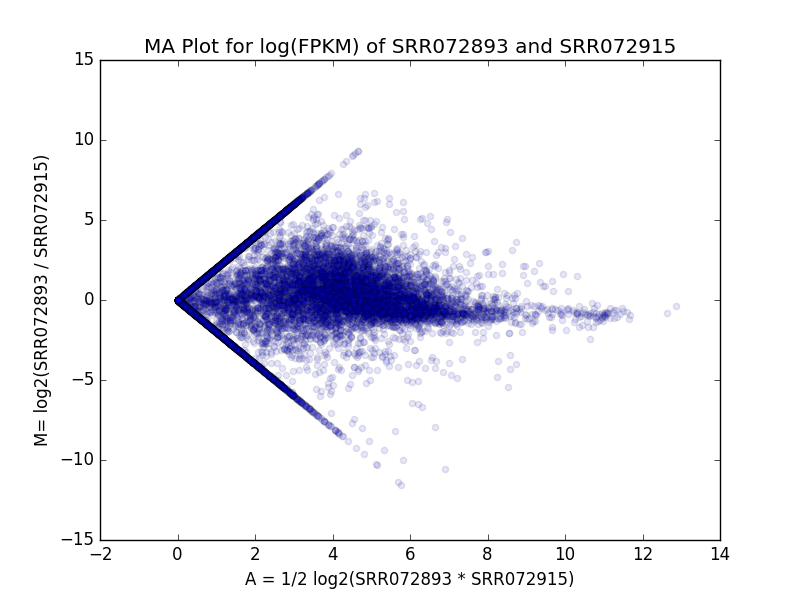 MA Plot for log(FPKM) of SRR072893 and SRR072915
15
10
5
0
−5
−10
−15
M= log2(SRR072893 / SRR072915)
−2 0 2 4 6 8 10 12 14
A = 1/2 log2(SRR072893 * SRR072915)